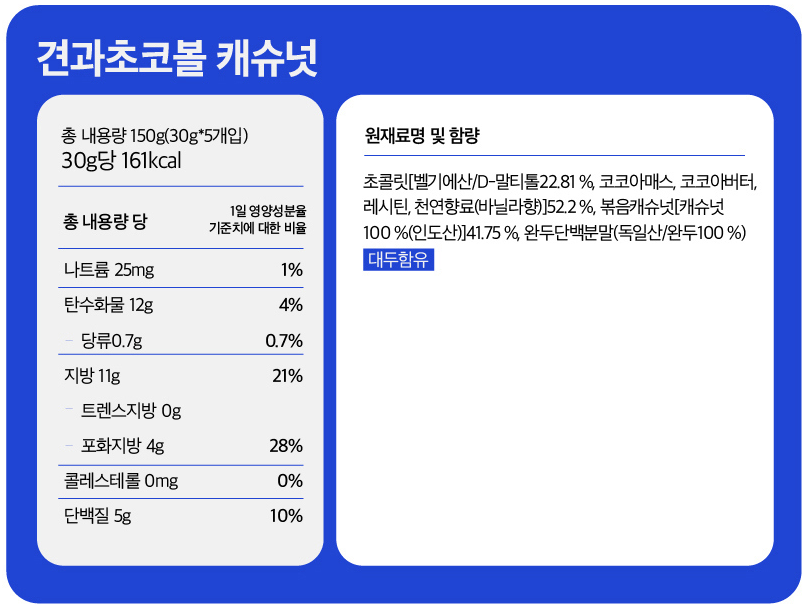 견과초코볼 캐슈넛
총 내용량 150g(30g*5개입)
30g당 161kcal
총 내용량 당
1일 영양성분율
기준치에 대한 비율
나트륨 25mg 1%
탄수화물 12g 4%
- 당류0.7g 0.7%
지방 11g 21%
- 트렌스지방 0g
- 포화지방 4g 28%
콜레스테롤 0mg 0%
단백질 5g 10%
원재료명 및 함량
초콜릿[벨기에산/D-말티톨22.81 %, 코코아매스, 코코아버터,
레시틴, 천연향료(바닐라향)]52.2 %, 볶음캐슈넛[캐슈넛
100 %(인도산)]41.75 %, 완두단백분말(독일산/완두100 %)
대두함유